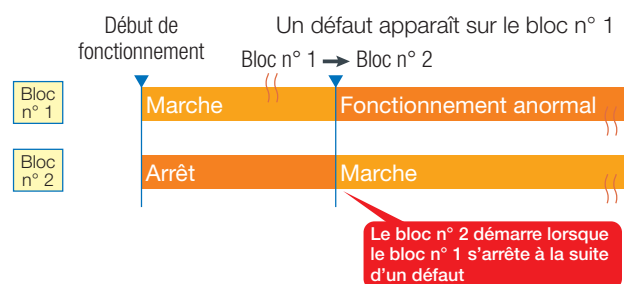 Début de
fonctionnement
Un défaut apparaît sur le bloc n° 1
Bloc n° 1 → Bloc n° 2
Bloc
n° 1
Marche
Fonctionnement anormal
Bloc
n° 2
Arrêt
Marche
Le bloc n° 2 démarre lorsque
le bloc n° 1 s’arrête à la suite
d’un défaut